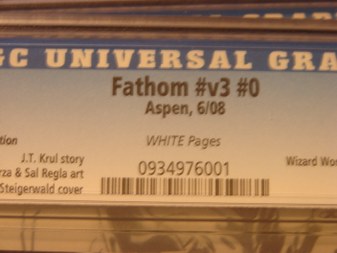 GC UNIVERSAL GRA
Fathom #v3 #0
Aspen, 6/08
tion
WHITE Pages
J.T. Krul story
0934976001
Wizard Wor
rza & Sal Regla art
Steigerwald cover